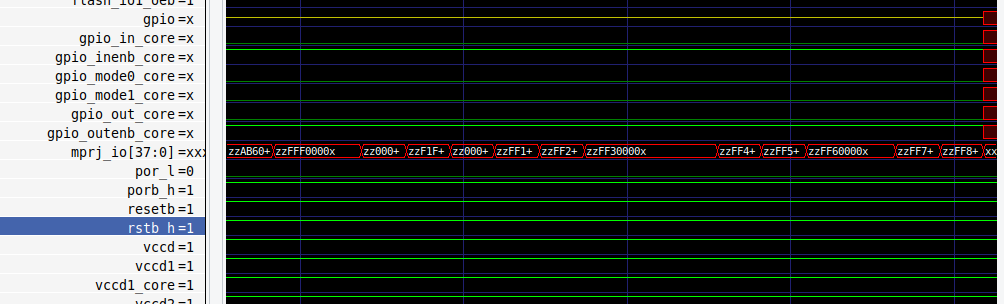 flash_io1_oeb=1
gpio=x
gpio_in_core=x
gpio_inenb_core=x
gpio_mode0_core=x
gpio_mode1_core=x
gpio_out_core=x
gpio_outenb_core=x
mprj_io[37:0]=xxx zzAB60+ zzFFF0000x zz000+ zzF1F+ zz000+ zzFF1+ zzFF2+ zzFF30000x zzFF4+ zzFF5+ zzFF60000x zzFF7+ zzFF8+ xx
por_l=0
porb_h=1
resetb=1
rstb_h=1
vccd=1
vccd1=1
vccd1_core=1
vccd2=1